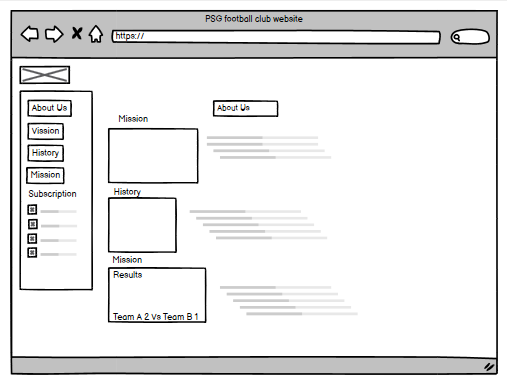 PSG football club website
https://
About Us
Vission
History
Mission
Subscription
About Us
Mission
History
Mission
Results
Team A 2 Vs Team B 1